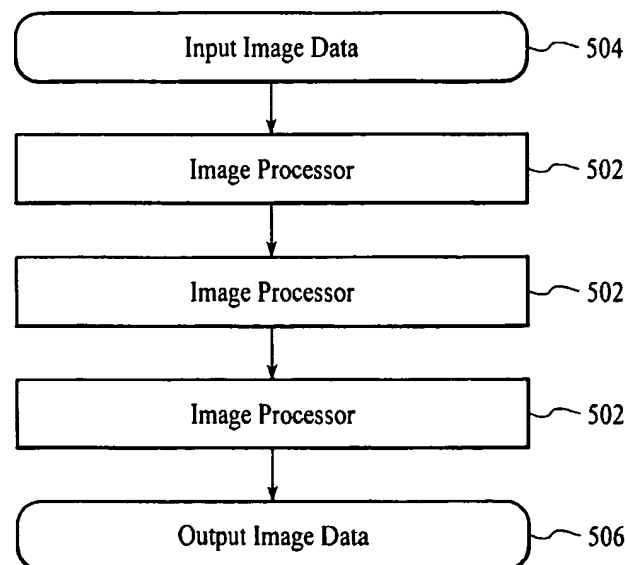 Input Image Data 504
Image Processor 502
Image Processor 502
Image Processor 502
Output Image Data 506